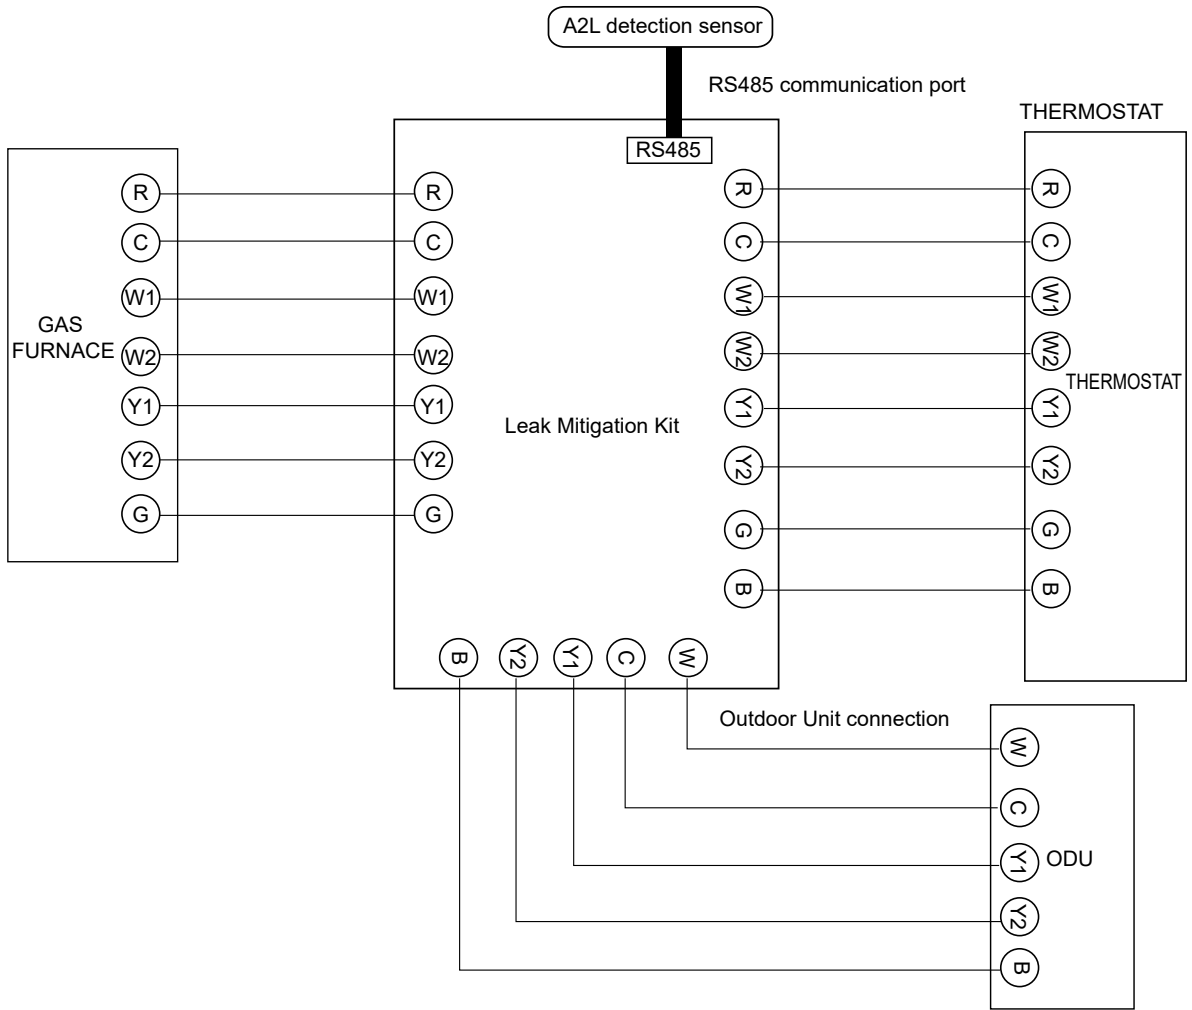 A2L detection sensor
RS485 communication port
THERMOSTAT
RS485
R
C
W1
W2
Y1
Y2
G
GAS
FURNACE
R
C
W1
W2
Y1
Y2
G
Leak Mitigation Kit
R
C
W1
W2
Y1
Y2
G
B
R
C
W1
W2
Y1
Y2
G
B
THERMOSTAT
B
Y2
Y1
C
W
Outdoor Unit connection
W
C
Y1
Y2
B
ODU